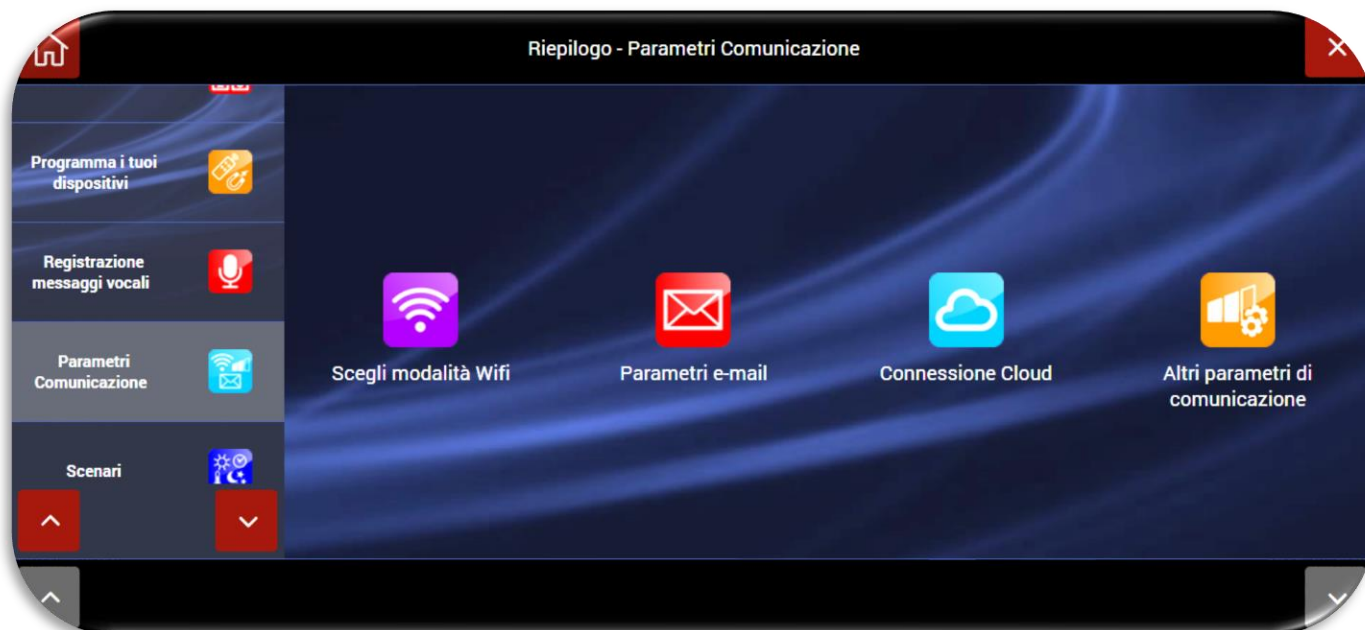 Riepilogo - Parametri Comunicazione
Programma i tuoi
dispositivi
Registrazione
messaggi vocali
Parametri
Comunicazione
Scenari
Scegli modalità Wifi
Parametri e-mail
Connessione Cloud
Altri parametri di
comunicazione